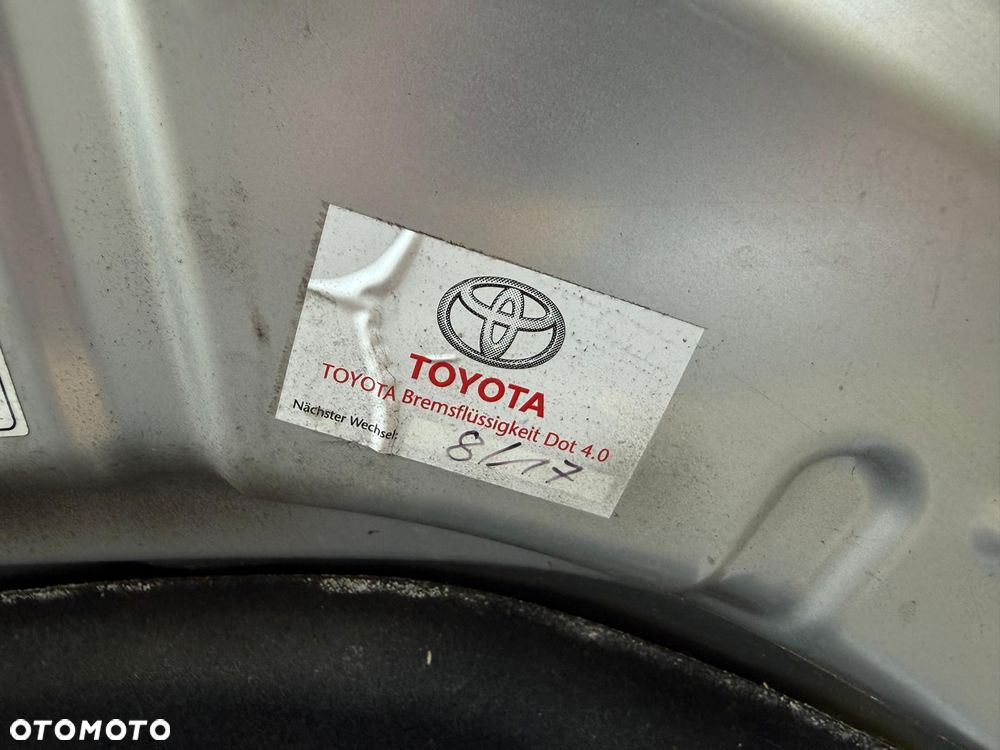 TOYOTA
TOYOTA Bremsflüssigkeit Dot 4.0
Nächster Wechsel: 8/17
OTOMOTO